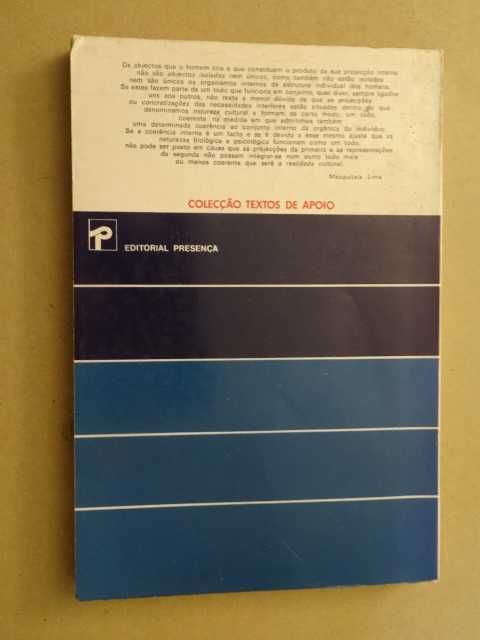 Os objectos que o homem cria e que constituem o produto da sua projecção interna
não são objectos isolados nem únicos, como também não estão isolados
nem são únicos os organismos internos da estrutura individual dos homens.
Se estes fazem parte de um todo que funciona em conjunto, quer dizer, sempre ligados
uns aos outros, não resta a menor dúvida de que as projecções
ou concretizações das necessidades interiores estão situadas dentro do que
denominamos natureza cultural e formam, de certo modo, um todo,
coerente na medida em que admitimos também
uma determinada coerência ao conjunto interno da orgânica do indivíduo.
Se a coerência interna é um facto e se é devido a esse mesmo ajuste que as
naturezas fisiológica e psicológica funcionam como um todo,
não pode ser posto em causa que as projecções da primeira e as representações
da segunda não possam integrar-se num outro todo mais
ou menos coerente que será a realidade cultural.
Mesquitela Lima
COLECÇÃO TEXTOS DE APOIO
EDITORIAL PRESENÇA